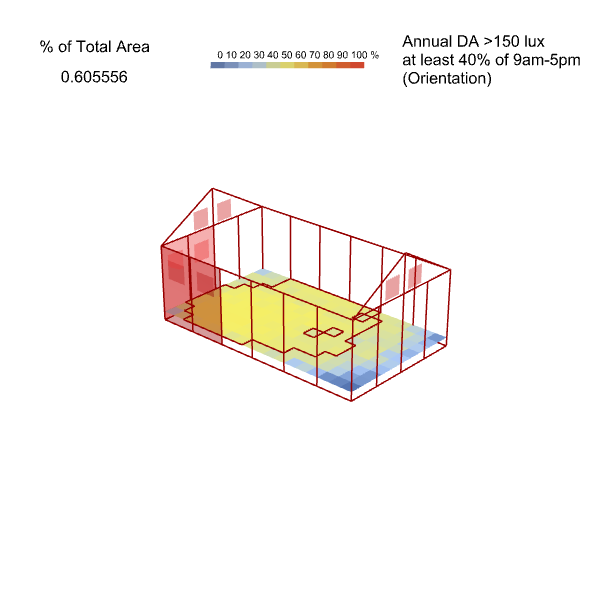 % of Total Area
0.605556
0 10 20 30 40 50 60 70 80 90 100 %
Annual DA >150 lux
at least 40% of 9am-5pm
(Orientation)